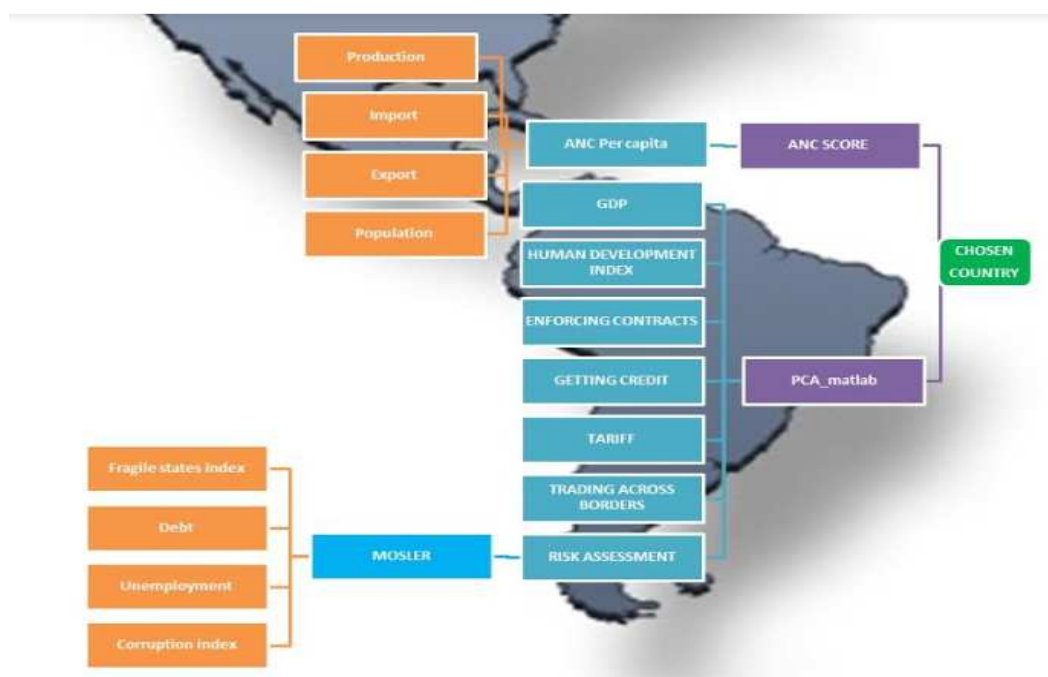 Production
Import
Export
Population
ANC Per capita
ANC SCORE
GDP
HUMAN DEVELOPMENT
INDEX
ENFORCING CONTRACTS
GETTING CREDIT
TARIFF
TRADING ACROSS
BORDERS
RISK ASSESSMENT
PCA_matlab
CHOSEN
COUNTRY
Fragile states index
Debt
Unemployment
Corruption index
MOSLER